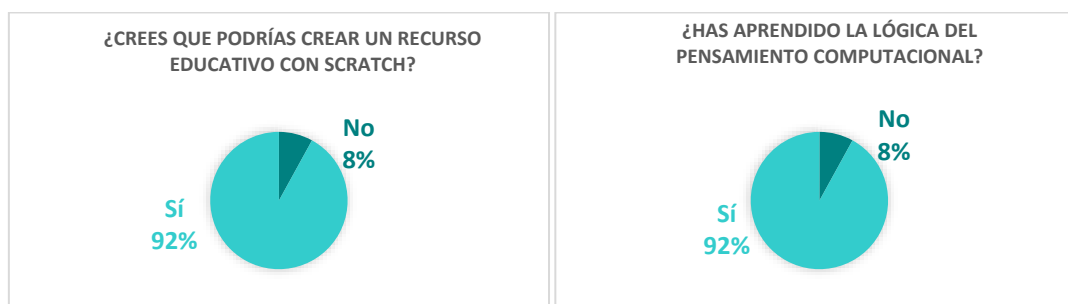 ¿CREES QUE PODRÍAS CREAR UN RECURSO
EDUCATIVO CON SCRATCH?
No
8%
Sí
92%
¿HAS APRENDIDO LA LÓGICA DEL
PENSAMIENTO COMPUTACIONAL?
No
8%
Sí
92%